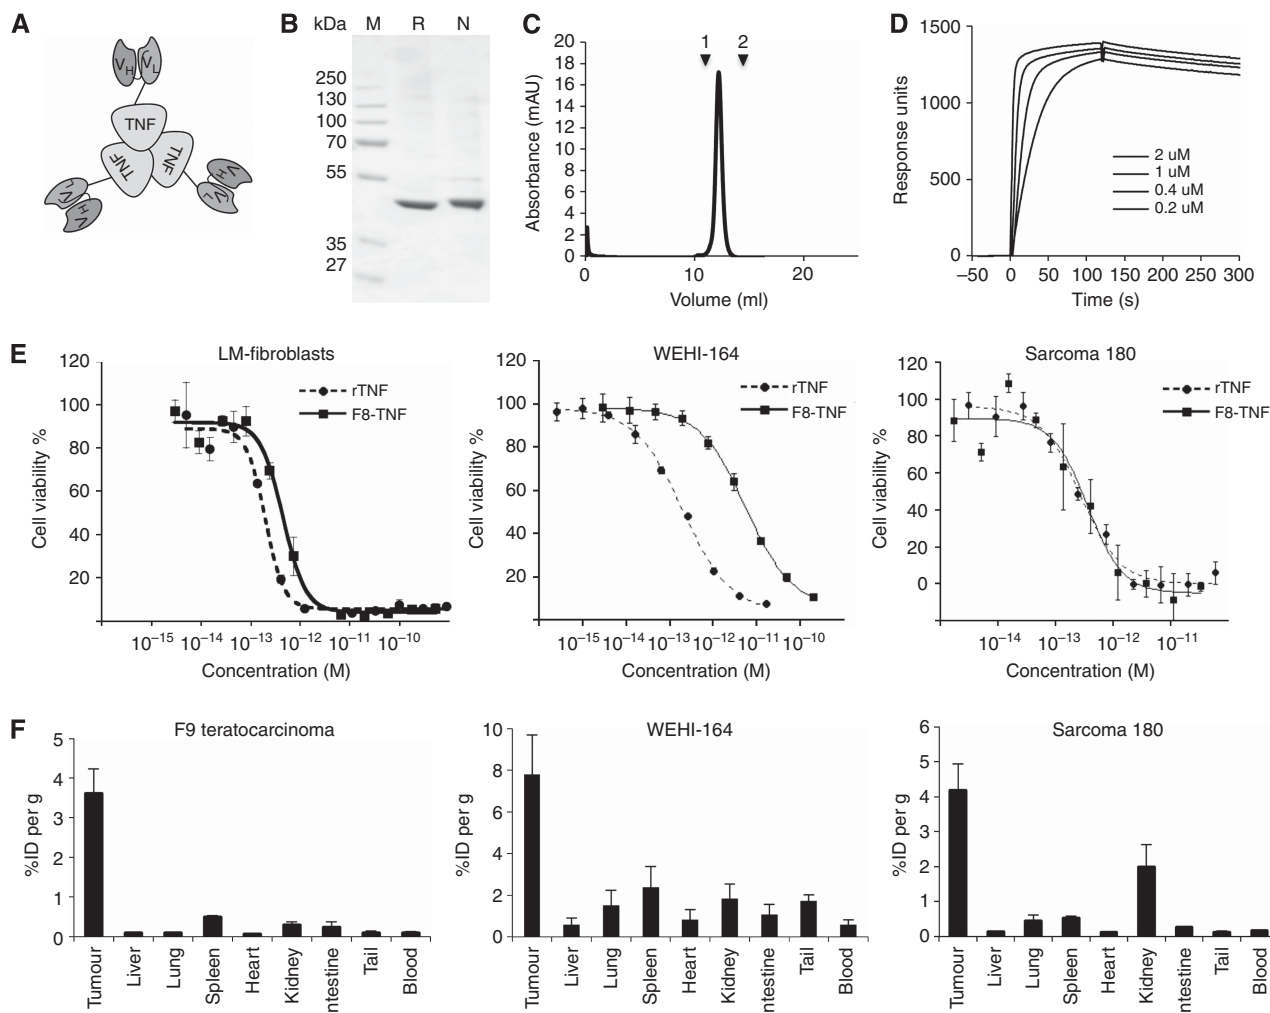 A
V_H V_L
TNF
TNF
TNF
V_L V_H
V_H V_L
B
kDa M R N
250
130
100
70
55
35
27
C
1 2
Absorbance (mAU)
20
18
16
14
12
10
8
6
4
2
0
0 10 20
Volume (ml)
D
Response units
1500
1000
500
0
2 uM
1 uM
0.4 uM
0.2 uM
–50 0 50 100 150 200 250 300
Time (s)
E
LM-fibroblasts
Cell viability %
120
100
80
60
40
20
rTNF
F8-TNF
10⁻¹⁵ 10⁻¹⁴ 10⁻¹³ 10⁻¹² 10⁻¹¹ 10⁻¹⁰
Concentration (M)
WEHI-164
Cell viability %
120
100
80
60
40
20
rTNF
F8-TNF
10⁻¹⁵ 10⁻¹⁴ 10⁻¹³ 10⁻¹² 10⁻¹¹ 10⁻¹⁰
Concentration (M)
Sarcoma 180
Cell viability %
120
100
80
60
40
20
0
rTNF
F8-TNF
10⁻¹⁴ 10⁻¹³ 10⁻¹² 10⁻¹¹
Concentration (M)
F
F9 teratocarcinoma
%ID per g
5
4
3
2
1
0
Tumour Liver Lung Spleen Heart Kidney ntestine Tail Blood
WEHI-164
%ID per g
10
8
6
4
2
0
Tumour Liver Lung Spleen Heart Kidney ntestine Tail Blood
Sarcoma 180
%ID per g
6
5
4
3
2
1
0
Tumour Liver Lung Spleen Heart Kidney ntestine Tail Blood